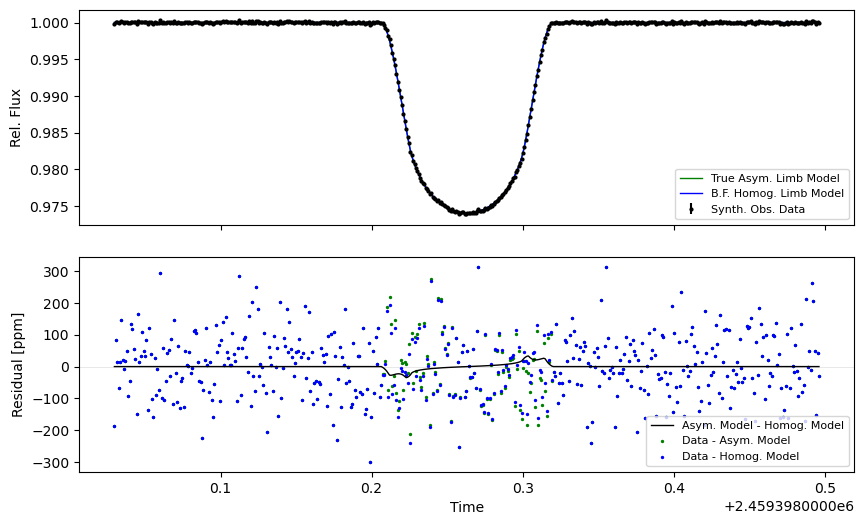 1.000
0.995
0.990
0.985
0.980
0.975
Rel. Flux
True Asym. Limb Model
B.F. Homog. Limb Model
Synth. Obs. Data
300
200
100
0
−100
−200
−300
Residual [ppm]
Asym. Model - Homog. Model
Data - Asym. Model
Data - Homog. Model
0.1 0.2 0.3 0.4 0.5
Time
+2.4593980000e6